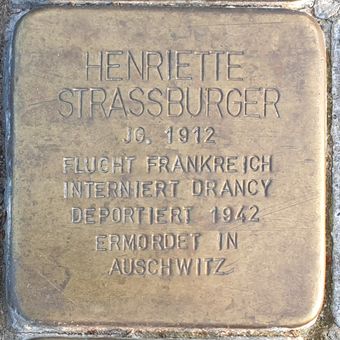 HENRIETTE
STRASSBURGER
JG. 1912
FLUCHT FRANKREICH
INTERNIERT DRANCY
DEPORTIERT 1942
ERMORDET IN
AUSCHWITZ